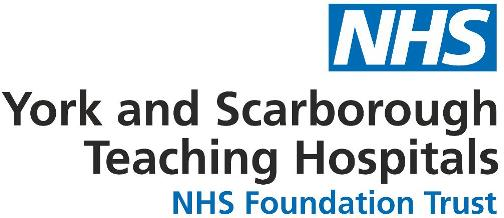 NHS
York and Scarborough
Teaching Hospitals
NHS Foundation Trust